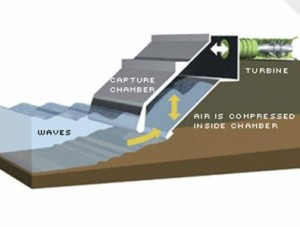 CAPTURE
CHAMBER
TURBINE
WAVES
AIR IS COMPRESSED
INSIDE CHAMBER